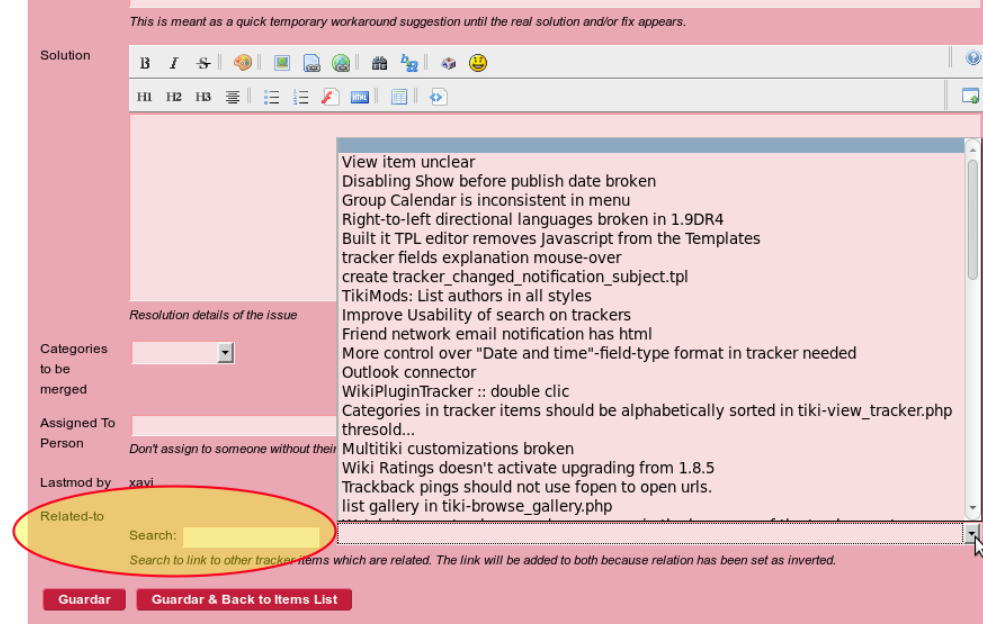 This is meant as a quick temporary workaround suggestion until the real solution and/or fix appears.
Solution
B I S
H1 H2 H3 HTML
View item unclear
Disabling Show before publish date broken
Group Calendar is inconsistent in menu
Right-to-left directional languages broken in 1.9DR4
Built it TPL editor removes Javascript from the Templates
tracker fields explanation mouse-over
create tracker_changed_notification_subject.tpl
TikiMods: List authors in all styles
Improve Usability of search on trackers
Friend network email notification has html
More control over "Date and time"-field-type format in tracker needed
Outlook connector
WikiPluginTracker :: double clic
Categories in tracker items should be alphabetically sorted in tiki-view_tracker.php
thresold...
Multitiki customizations broken
Wiki Ratings doesn't activate upgrading from 1.8.5
Trackback pings should not use fopen to open urls.
list gallery in tiki-browse_gallery.php
Resolution details of the issue
Categories
to be
merged
Assigned To
Person
Don't assign to someone without their
Lastmod by xavi
Related-to
Search:
Search to link to other tracker items which are related. The link will be added to both because relation has been set as inverted.
Guardar Guardar & Back to Items List